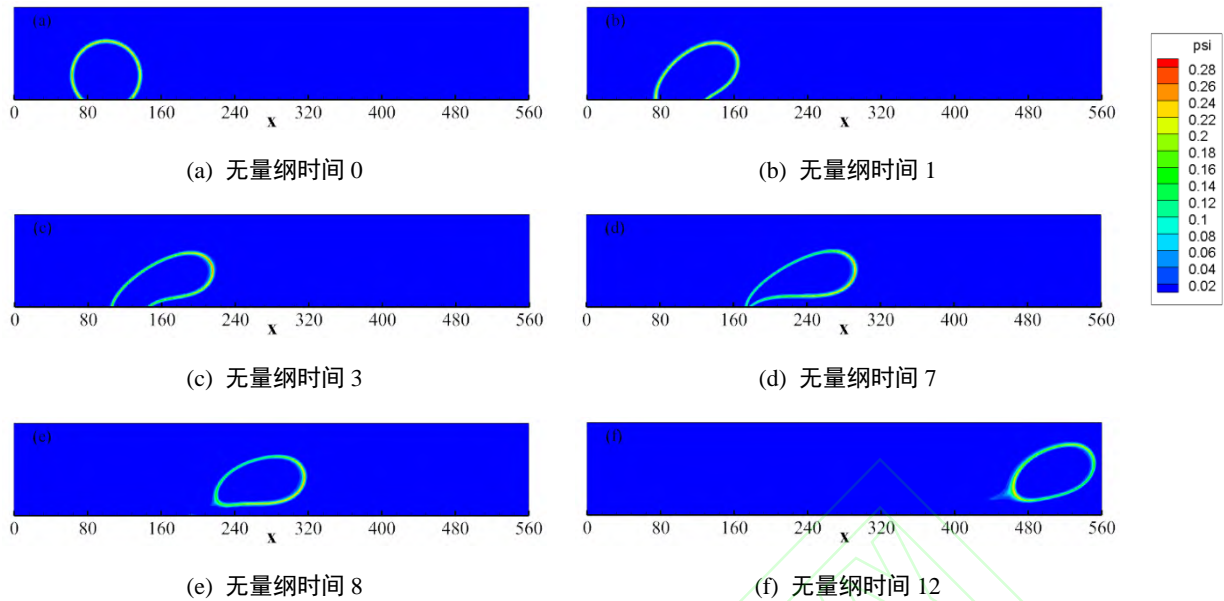 (a)
(b)
0 80 160 240 320 400 480 560
x
0 80 160 240 320 400 480 560
x
psi
0.28
0.26
0.24
0.22
0.2
0.18
0.16
0.14
0.12
0.1
0.08
0.06
0.04
0.02
(a) 无量纲时间 0
(b) 无量纲时间 1
(c)
(d)
0 80 160 240 320 400 480 560
x
0 80 160 240 320 400 480 560
x
(c) 无量纲时间 3
(d) 无量纲时间 7
(e)
(f)
0 80 160 240 320 400 480 560
x
0 80 160 240 320 400 480 560
x
(e) 无量纲时间 8
(f) 无量纲时间 12